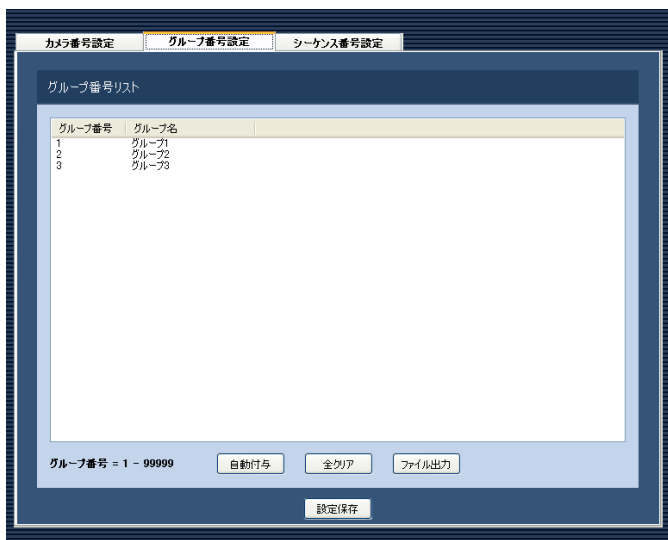 カメラ番号設定 グループ番号設定 シーケンス番号設定
グループ番号リスト
グループ番号 グループ名
1 グループ1
2 グループ2
3 グループ3
グループ番号 = 1 - 99999 自動付与 全クリア ファイル出力
設定保存